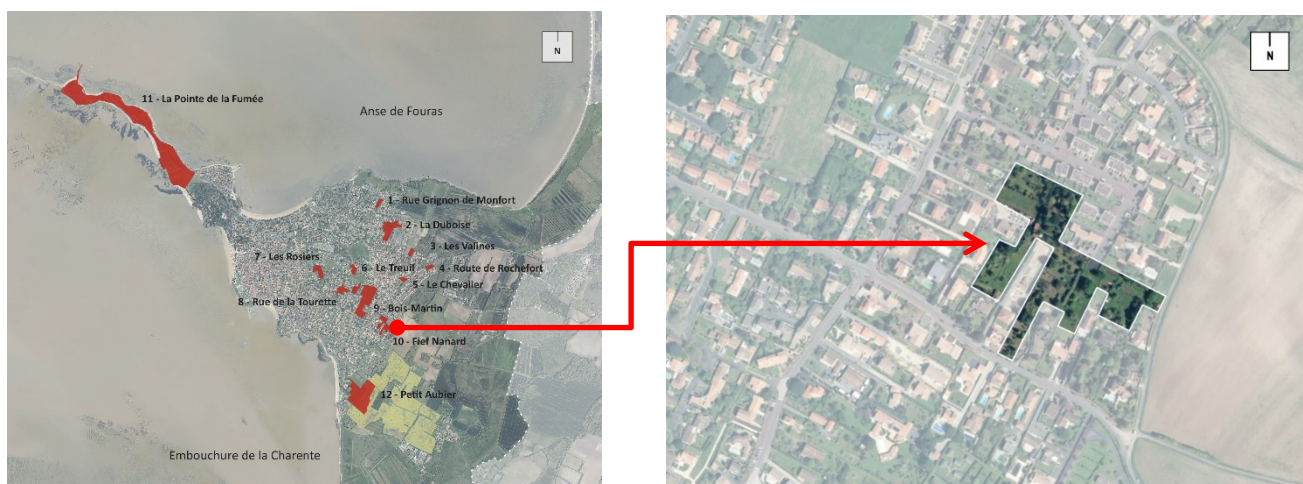 N
11 - La Pointe de la Fumée
Anse de Fouras
1 - Rue Grignon de Monfort
2 - La Duboise
3 - Les Valines
7 - Les Rosiers
6 - Le Treuil
4 - Route de Rochefort
5 - Le Chevalier
8 - Rue de la Tourette
9 - Bois-Martin
10 - Fief Nanard
12 - Petit Aubier
Embouchure de la Charente
N